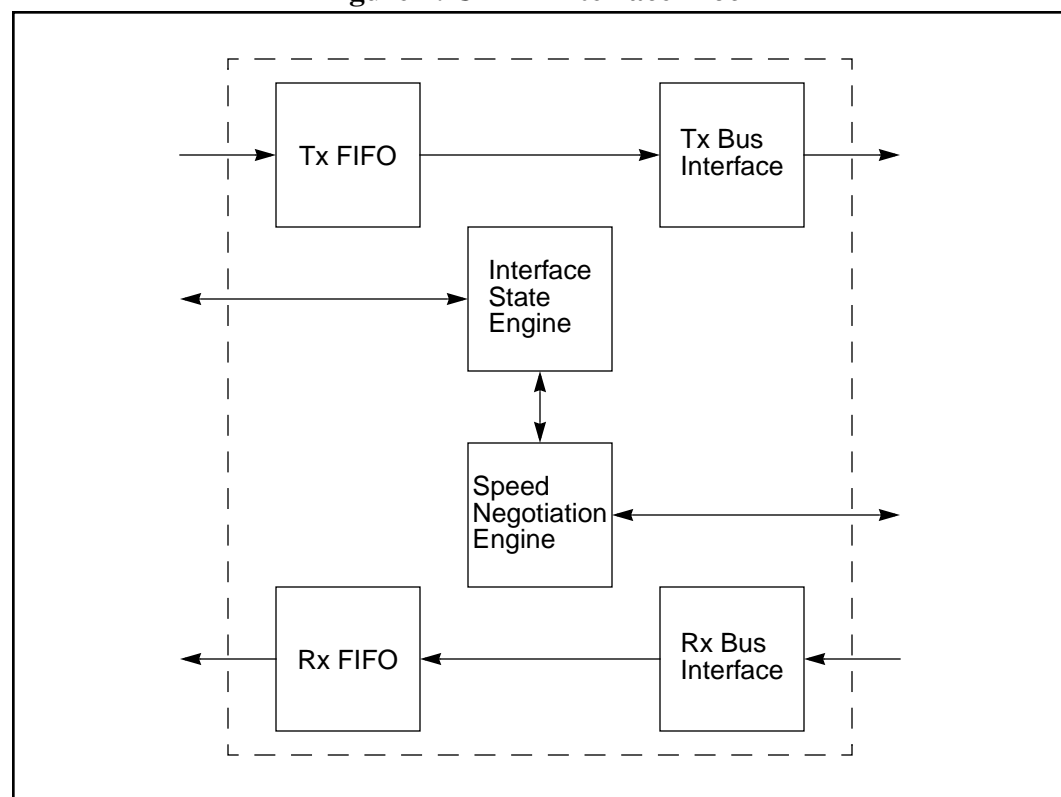 Tx FIFO
Tx Bus
Interface
Interface
State
Engine
Speed
Negotiation
Engine
Rx FIFO
Rx Bus
Interface